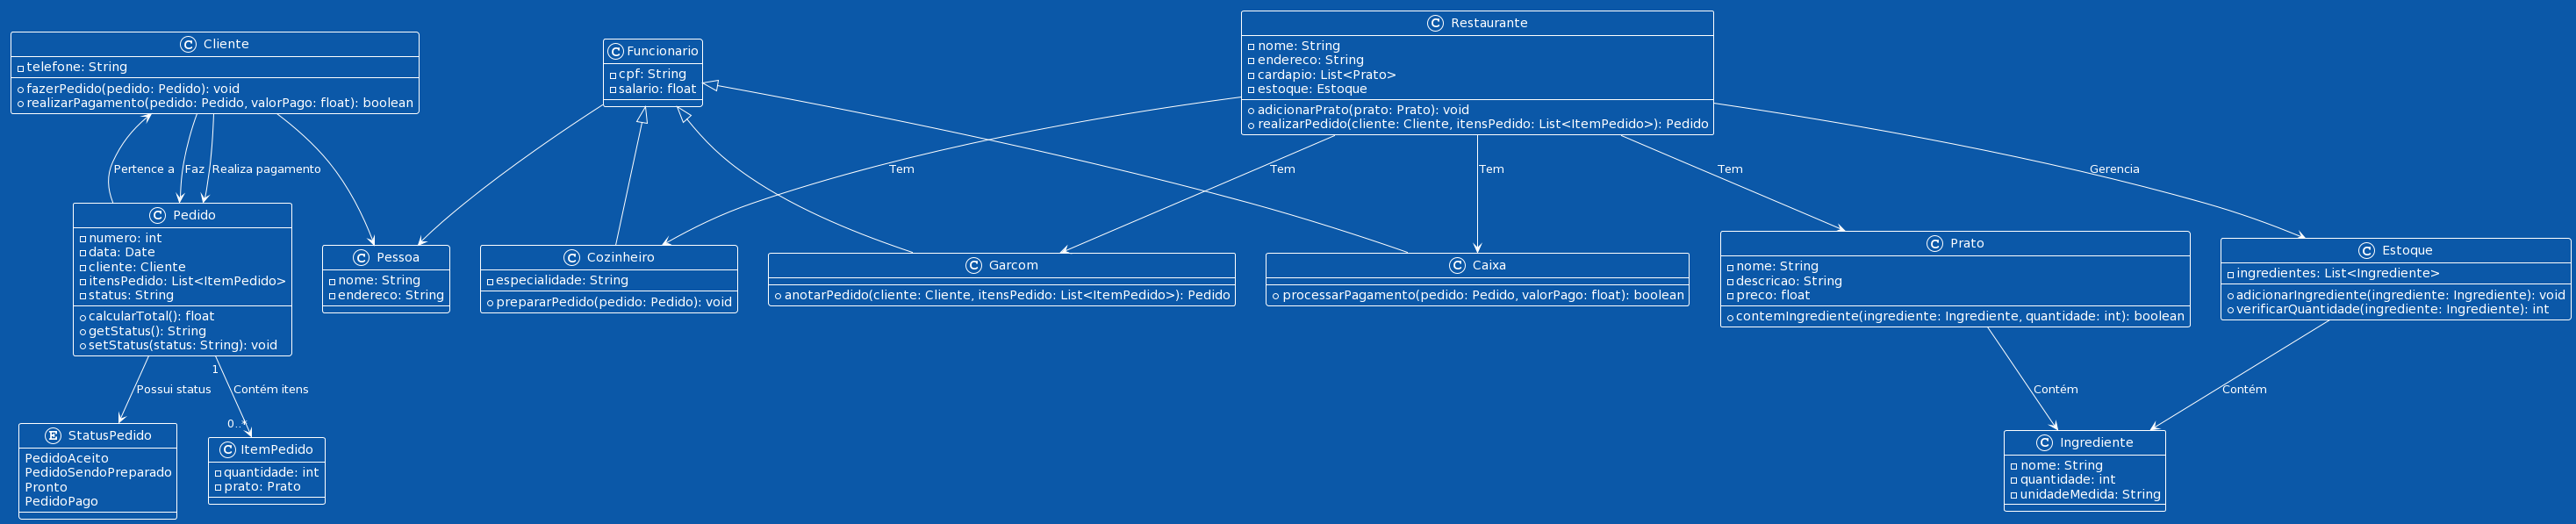 C Cliente
telefone: String
fazerPedido(pedido: Pedido): void
realizarPagamento(pedido: Pedido, valorPago: float): boolean
C Funcionario
cpf: String
salario: float
C Restaurante
nome: String
endereco: String
cardapio: List<Prato>
estoque: Estoque
adicionarPrato(prato: Prato): void
realizarPedido(cliente: Cliente, itensPedido: List<ItemPedido>): Pedido
Pertence a
Faz
Realiza pagamento
Tem
Tem
Tem
Tem
Gerencia
C Pedido
numero: int
data: Date
cliente: Cliente
itensPedido: List<ItemPedido>
status: String
calcularTotal(): float
getStatus(): String
setStatus(status: String): void
C Pessoa
nome: String
endereco: String
C Cozinheiro
especialidade: String
prepararPedido(pedido: Pedido): void
C Garcom
anotarPedido(cliente: Cliente, itensPedido: List<ItemPedido>): Pedido
C Caixa
processarPagamento(pedido: Pedido, valorPago: float): boolean
C Prato
nome: String
descricao: String
preco: float
contemIngrediente(ingrediente: Ingrediente, quantidade: int): boolean
C Estoque
ingredientes: List<Ingrediente>
adicionarIngrediente(ingrediente: Ingrediente): void
verificarQuantidade(ingrediente: Ingrediente): int
Possui status
1
Contém itens
0..*
Contém
Contém
E StatusPedido
PedidoAceito
PedidoSendoPreparado
Pronto
PedidoPago
C ItemPedido
quantidade: int
prato: Prato
C Ingrediente
nome: String
quantidade: int
unidadeMedida: String